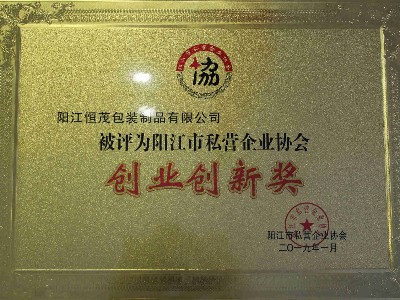 協
阳江恒茂包装制品有限公司
被评为阳江市私营企业协会
创业创新奖
阳江市私营企业协会
二〇一九年一月